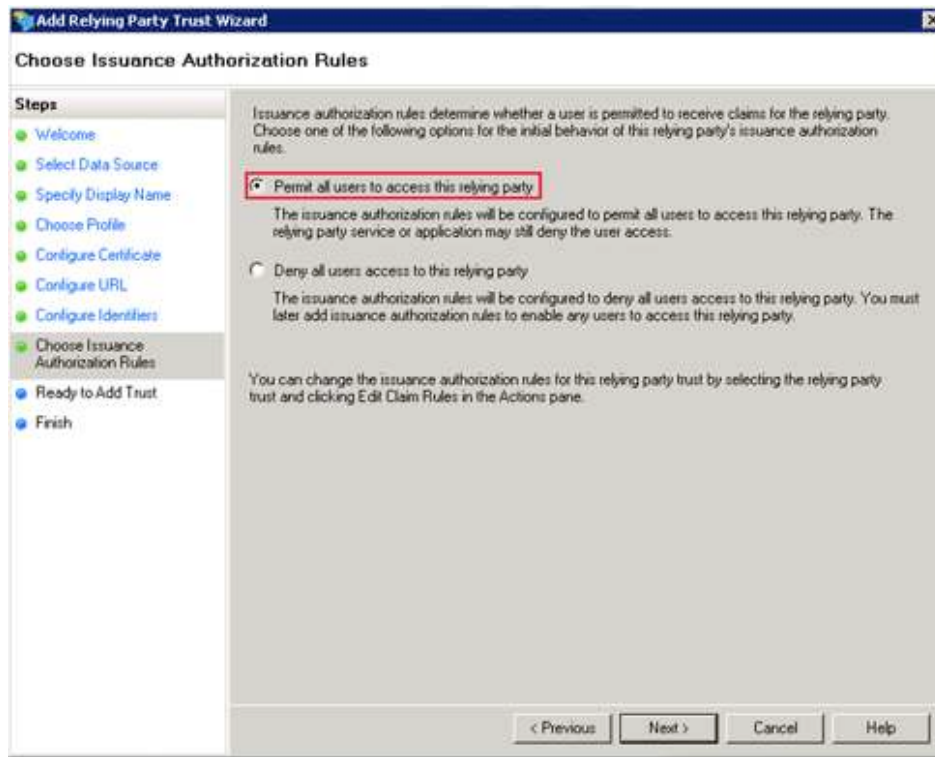 Add Relying Party Trust Wizard
Choose Issuance Authorization Rules
Steps
Welcome
Select Data Source
Specify Display Name
Choose Profile
Configure Certificate
Configure URL
Configure Identifiers
Choose Issuance
Authorization Rules
Ready to Add Trust
Finish
Issuance authorization rules determine whether a user is permitted to receive claims for the relying party.
Choose one of the following options for the initial behavior of this relying party's issuance authorization
rules.
Permit all users to access this relying party
The issuance authorization rules will be configured to permit all users to access this relying party. The
relying party service or application may still deny the user access.
Deny all users access to this relying party
The issuance authorization rules will be configured to deny all users access to this relying party. You must
later add issuance authorization rules to enable any users to access this relying party.
You can change the issuance authorization rules for this relying party trust by selecting the relying party
trust and clicking Edit Claim Rules in the Actions pane.
< Previous
Next >
Cancel
Help